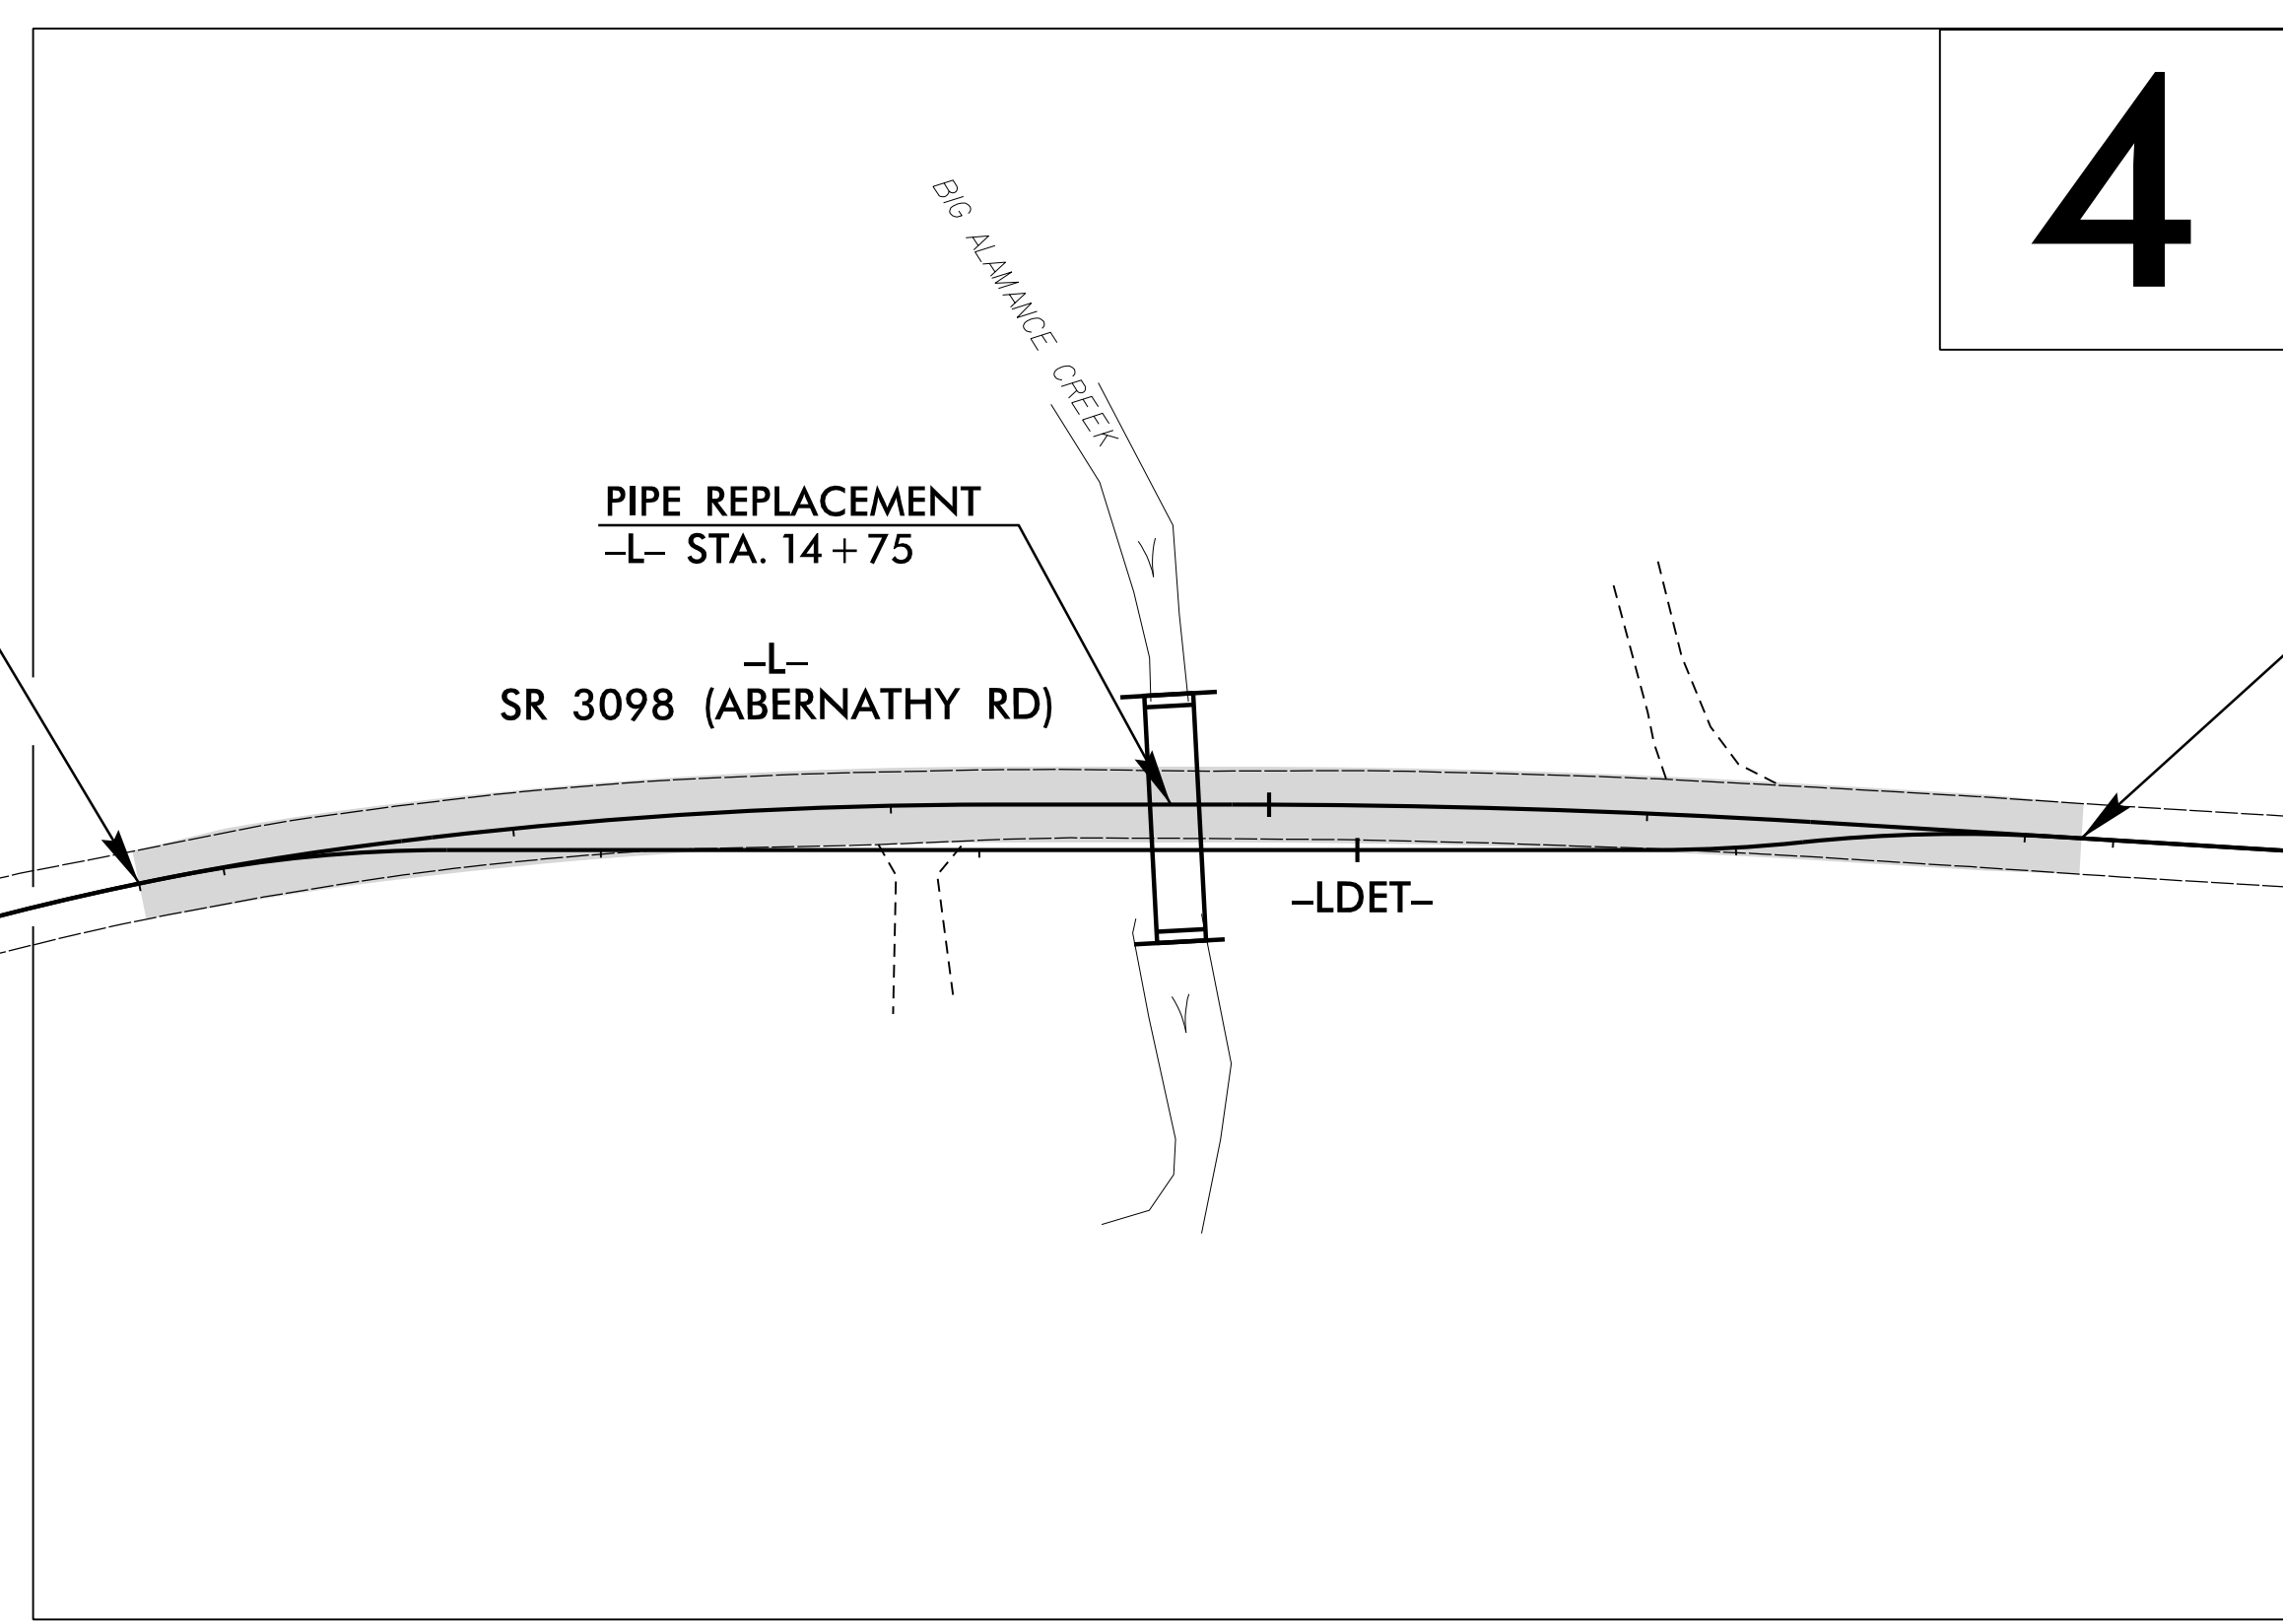 4
BIG ALAMANCE CREEK
PIPE REPLACEMENT
–L– STA. 14+75
–L–
SR 3098 (ABERNATHY RD)
–LDET–